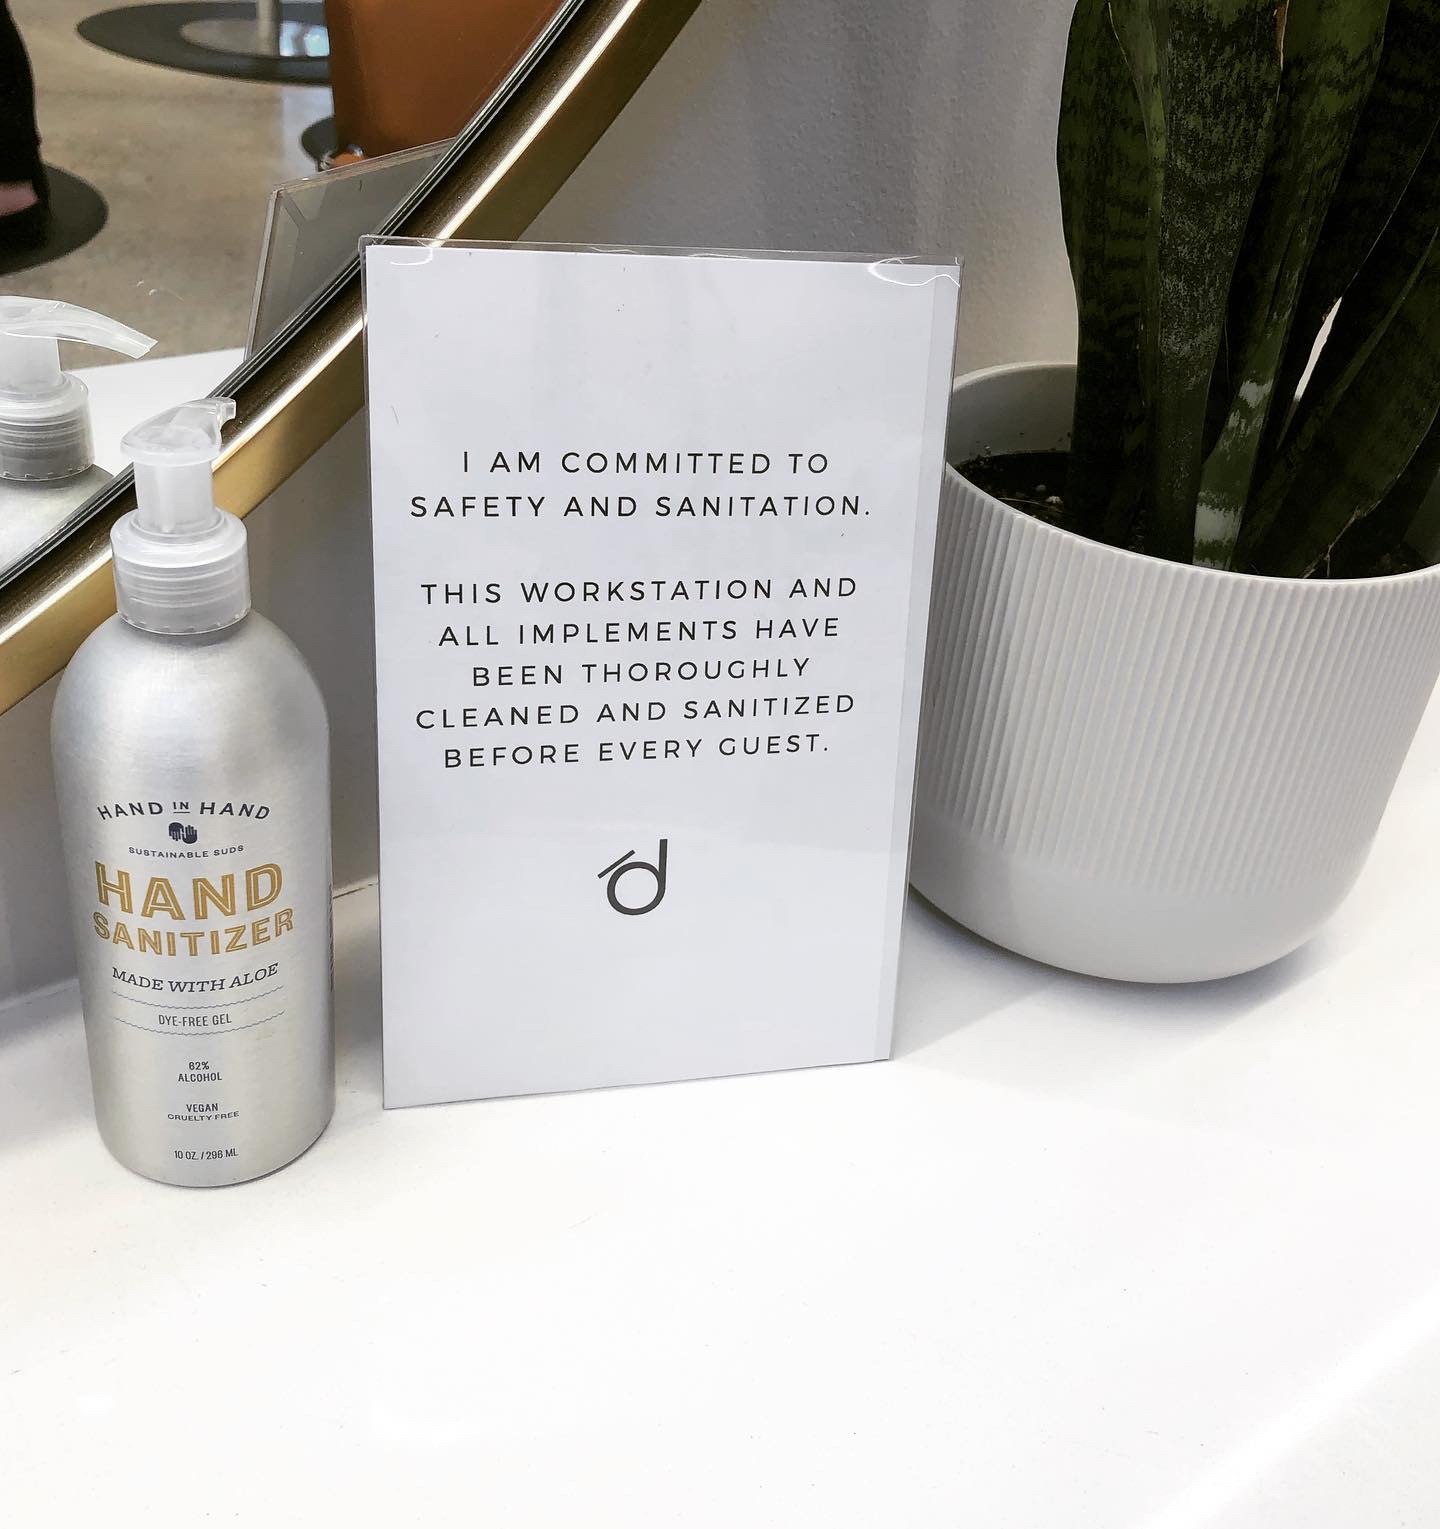 I AM COMMITTED TO
SAFETY AND SANITATION.
THIS WORKSTATION AND
ALL IMPLEMENTS HAVE
BEEN THOROUGHLY
CLEANED AND SANITIZED
BEFORE EVERY GUEST.
d
HAND IN HAND
SUSTAINABLE SUDS
HAND
SANITIZER
MADE WITH ALOE
DYE-FREE GEL
62%
ALCOHOL
VEGAN
CRUELTY FREE
10 OZ. / 296 ML